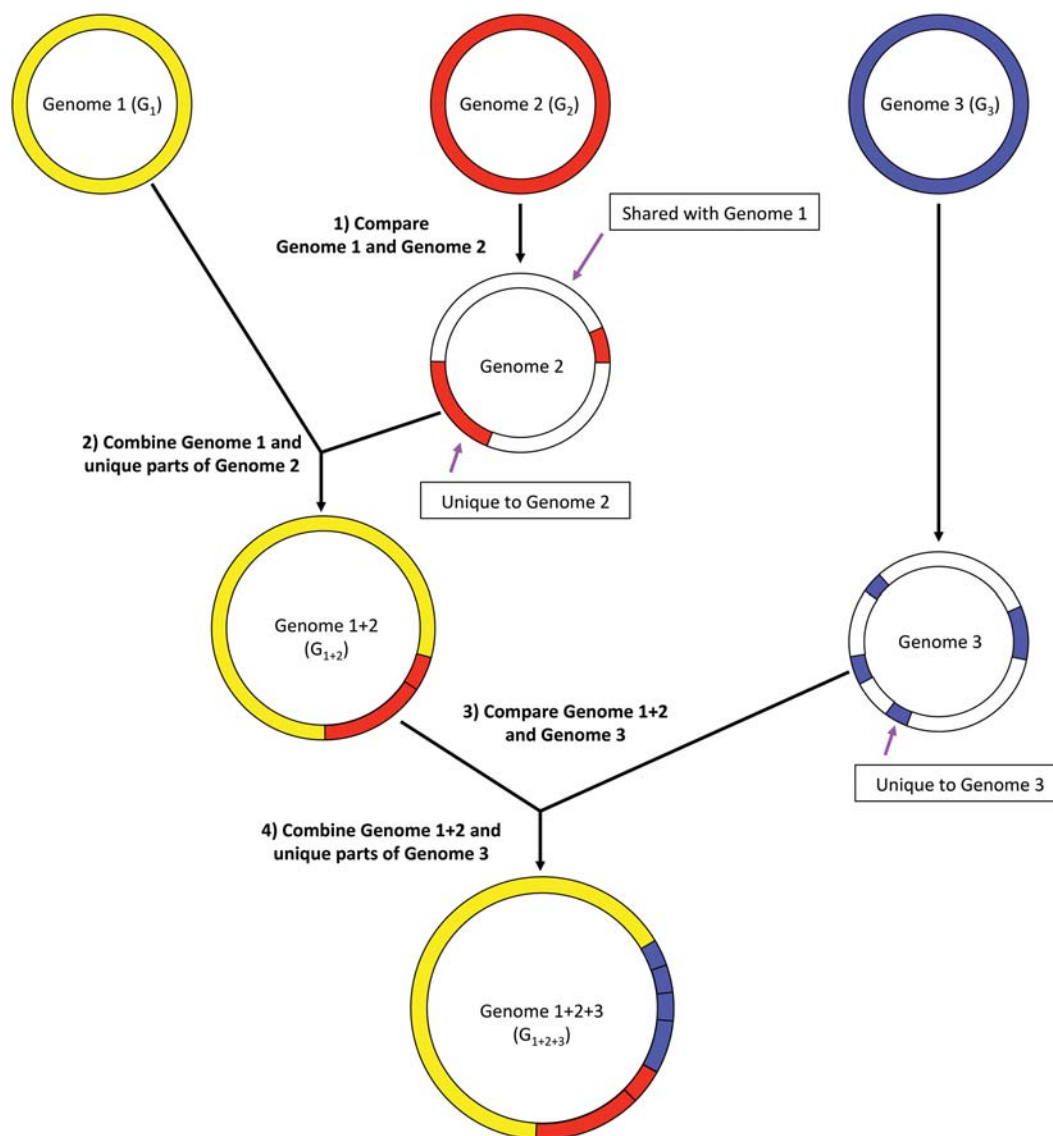 Genome 1 (G1)
Genome 2 (G2)
Genome 3 (G3)
Shared with Genome 1
1) Compare
Genome 1 and Genome 2
Genome 2
2) Combine Genome 1 and
unique parts of Genome 2
Unique to Genome 2
Genome 1+2
(G1+2)
Genome 3
3) Compare Genome 1+2
and Genome 3
Unique to Genome 3
4) Combine Genome 1+2 and
unique parts of Genome 3
Genome 1+2+3
(G1+2+3)